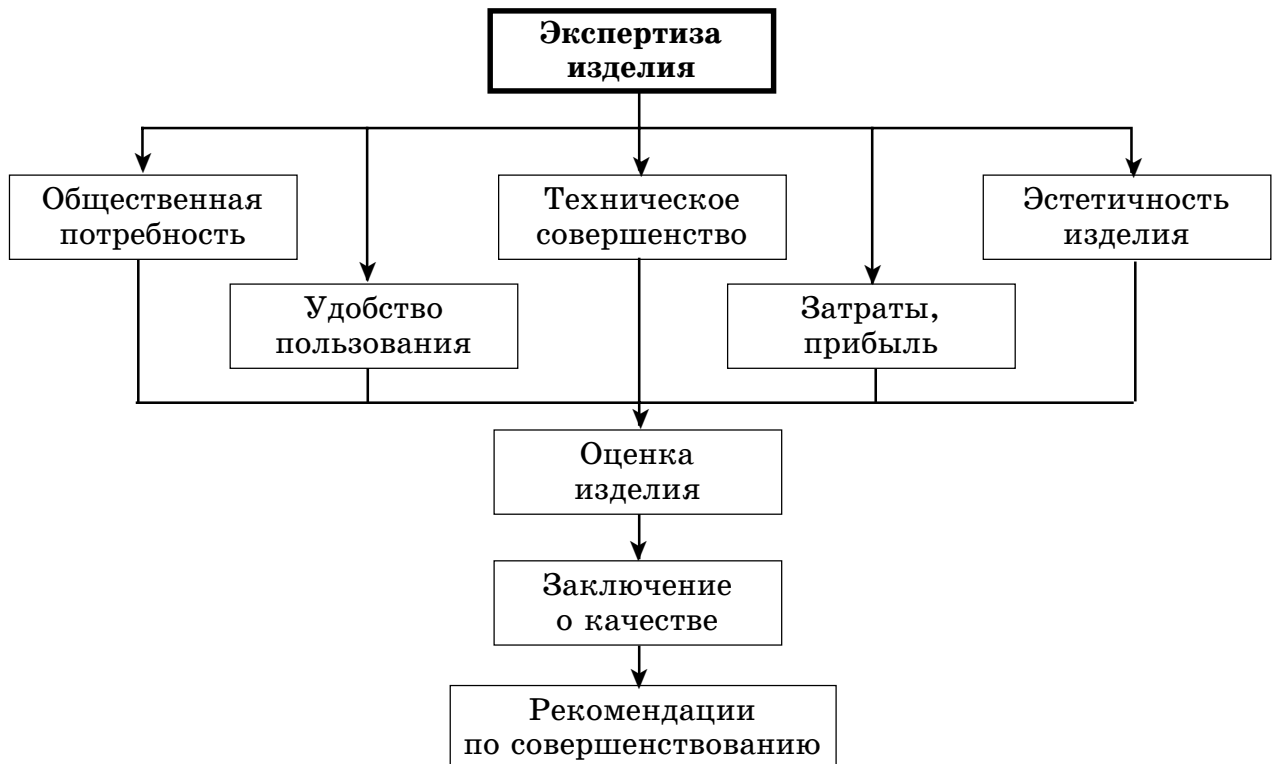 Экспертиза
изделия
Общественная
потребность
Техническое
совершенство
Эстетичность
изделия
Удобство
пользования
Затраты,
прибыль
Оценка
изделия
Заключение
о качестве
Рекомендации
по совершенствованию